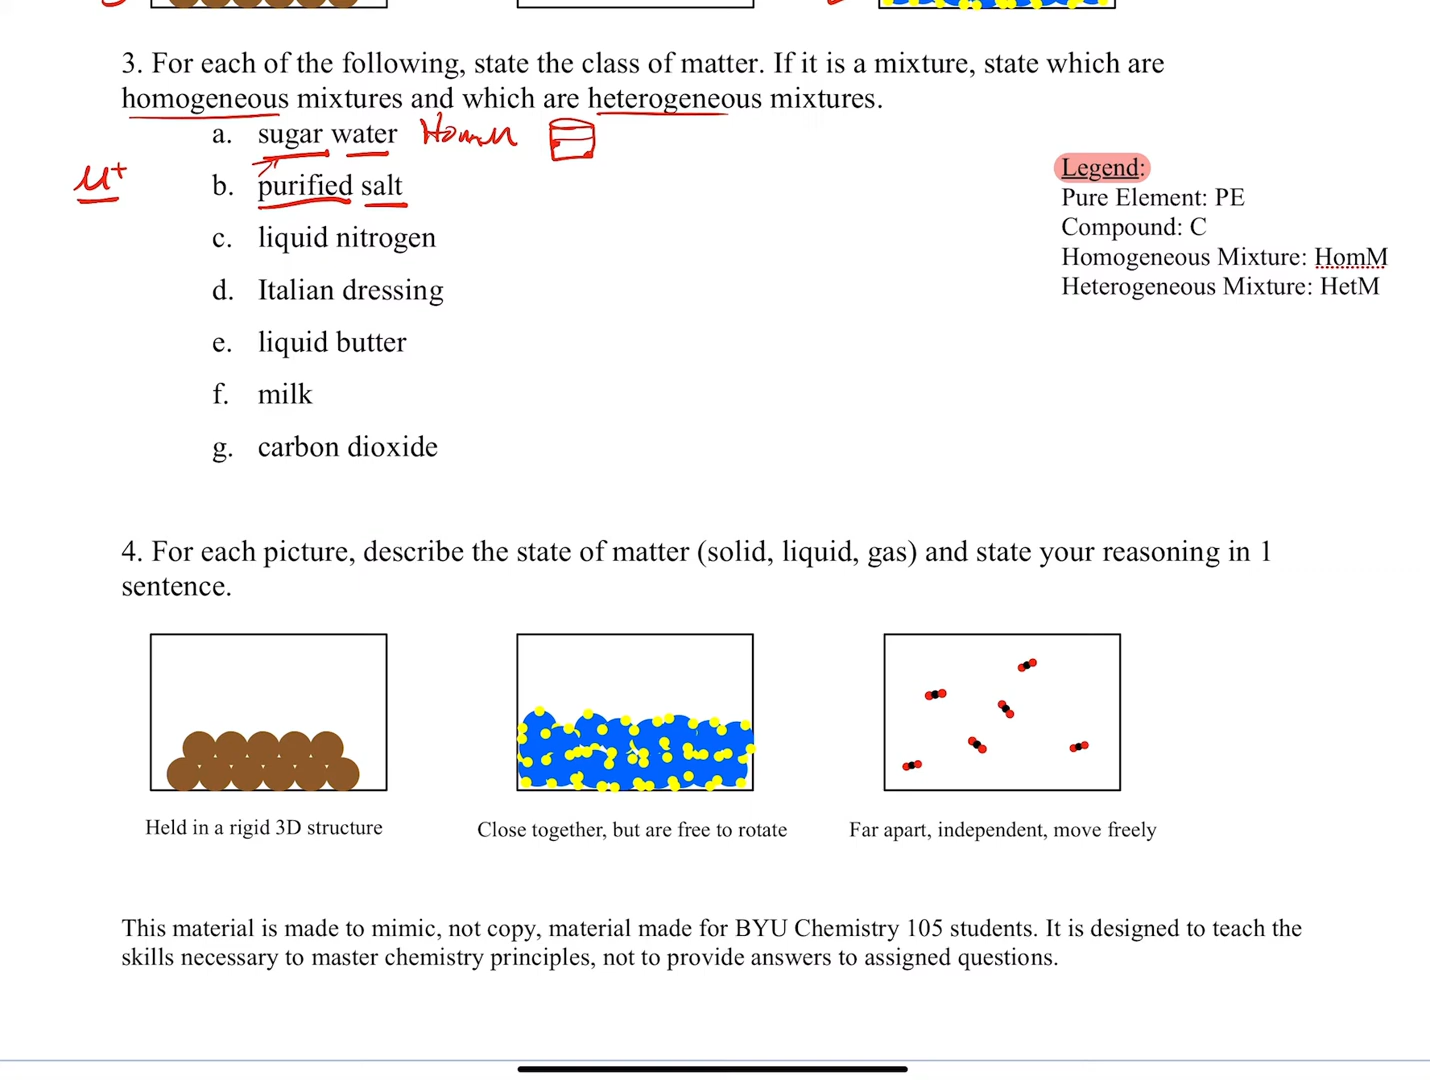 3. For each of the following, state the class of matter. If it is a mixture, state which are
homogeneous mixtures and which are heterogeneous mixtures.
a. sugar water HomM
b. purified salt
M+
c. liquid nitrogen
d. Italian dressing
e. liquid butter
f. milk
g. carbon dioxide
Legend:
Pure Element: PE
Compound: C
Homogeneous Mixture: HomM
Heterogeneous Mixture: HetM
4. For each picture, describe the state of matter (solid, liquid, gas) and state your reasoning in 1
sentence.
Held in a rigid 3D structure
Close together, but are free to rotate
Far apart, independent, move freely
This material is made to mimic, not copy, material made for BYU Chemistry 105 students. It is designed to teach the
skills necessary to master chemistry principles, not to provide answers to assigned questions.